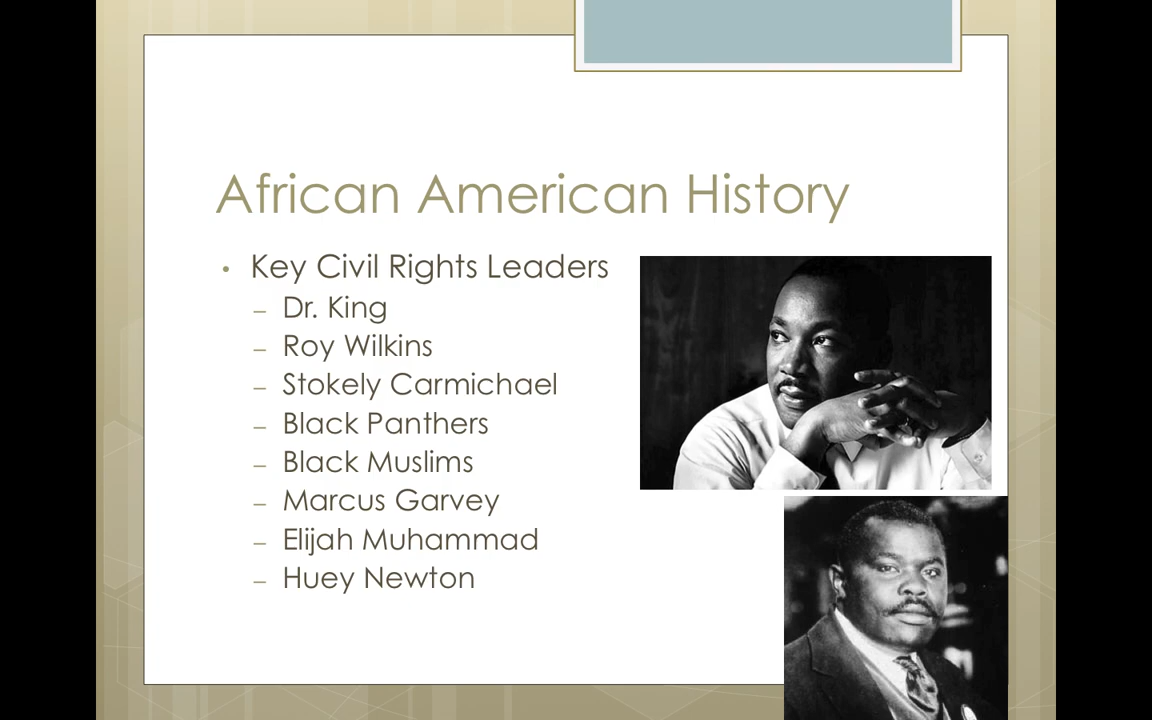 African American History
• Key Civil Rights Leaders
– Dr. King
– Roy Wilkins
– Stokely Carmichael
– Black Panthers
– Black Muslims
– Marcus Garvey
– Elijah Muhammad
– Huey Newton